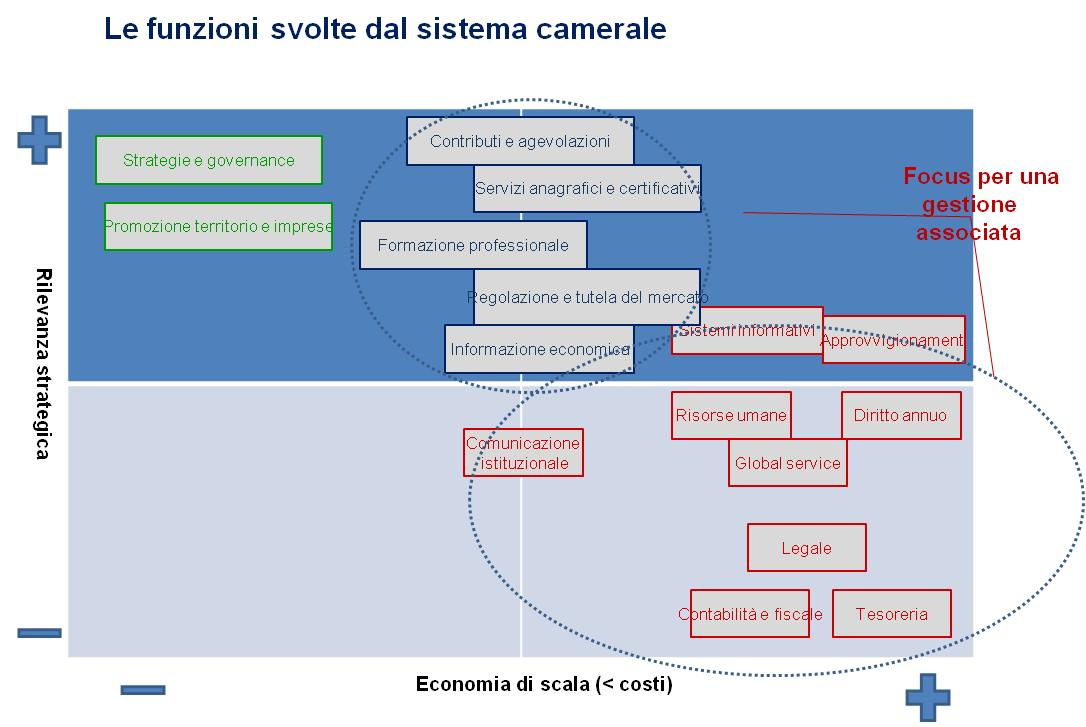 Le funzioni svolte dal sistema camerale
Contributi e agevolazioni
Strategie e governance
Servizi anagrafici e certificativi
Focus per una
gestione
associata
Promozione territorio e imprese
Formazione professionale
Regolazione e tutela del mercato
Sistemi informativi
Approvvigionamenti
Informazione economica
Rilevanza strategica
Risorse umane
Diritto annuo
Comunicazione
istituzionale
Global service
Legale
Contabilità e fiscale
Tesoreria
Economia di scala (< costi)